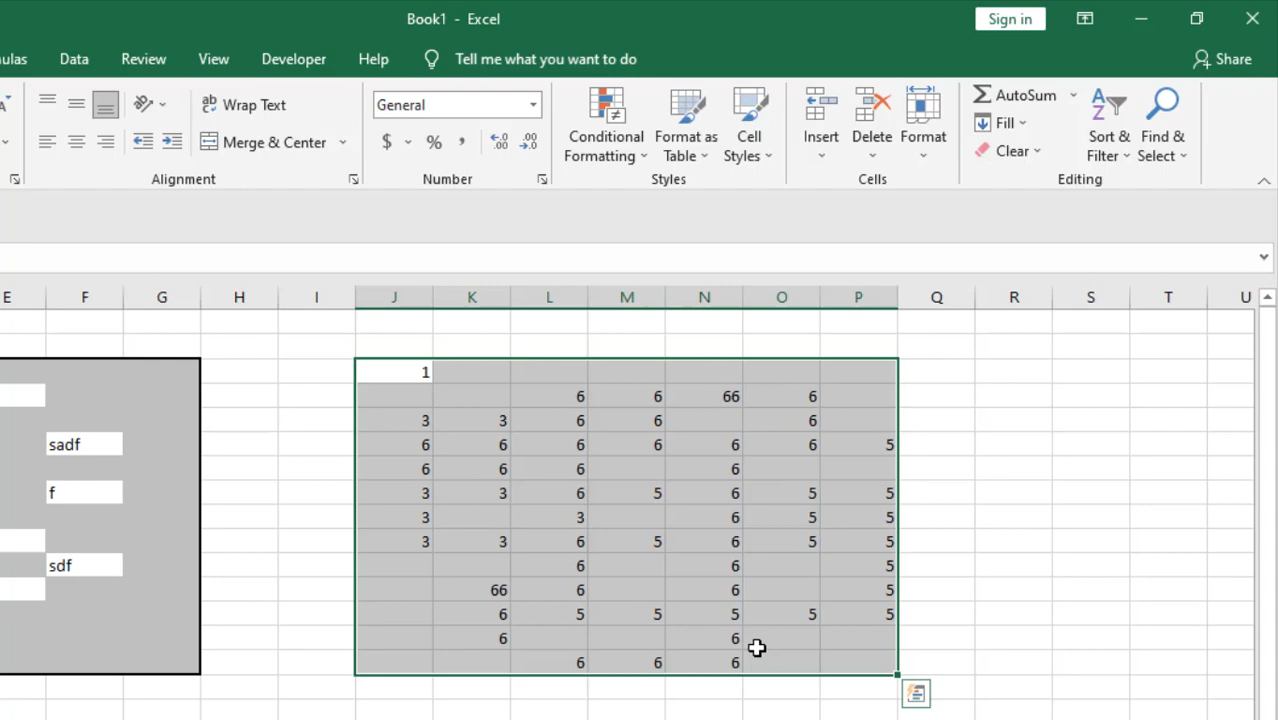 Book1 - Excel
Sign in
ulas
Data
Review
View
Developer
Help
Tell me what you want to do
Share
Wrap Text
Merge & Center
General
$ % ,
Conditional Formatting
Format as Table
Cell Styles
Insert
Delete
Format
AutoSum
Fill
Clear
Sort & Filter
Find & Select
Alignment
Number
Styles
Cells
Editing
E F G H I J K L M N O P Q R S T U
1
6 6 66 6
3 3 6 6 6
sadf 6 6 6 6 6 6 5
6 6 6 6
f 3 3 6 5 6 5 5
3 3 6 5 5
3 3 6 5 6 5 5
sdf 6 6 5
66 6 6 5
6 5 5 5 5 5
6 6
6 6 6